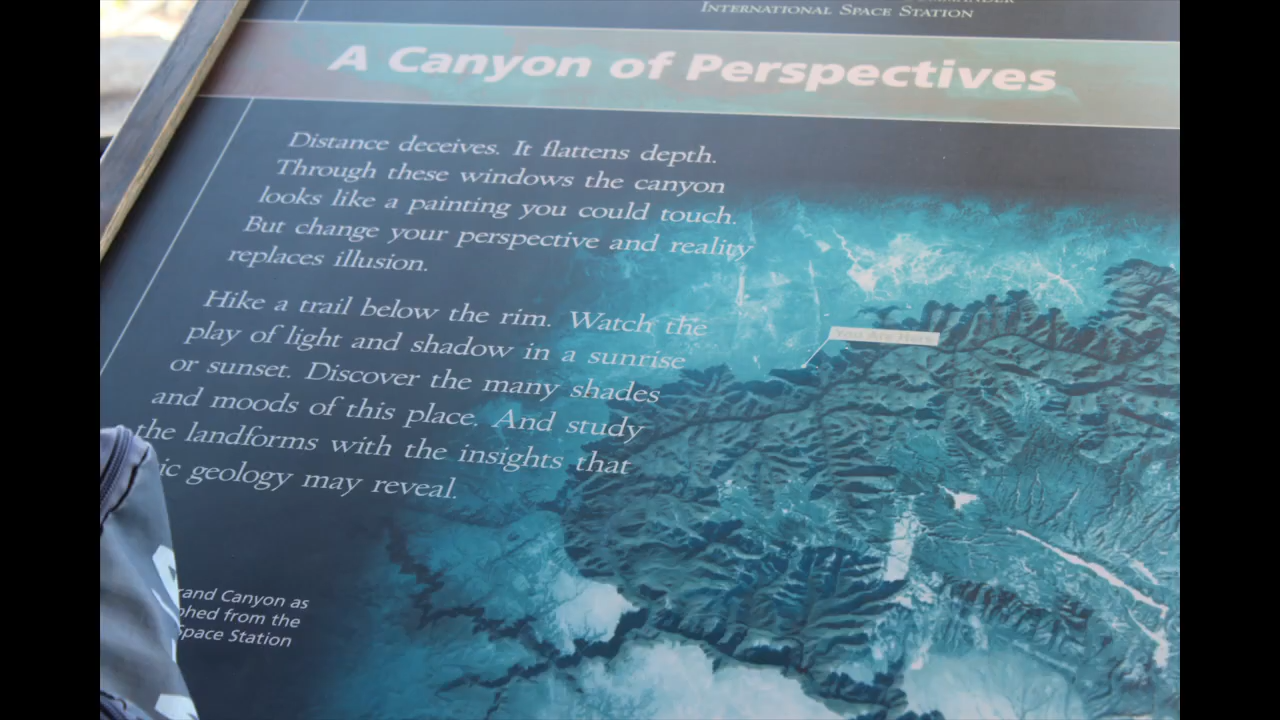 INTERNATIONAL SPACE STATION
A Canyon of Perspectives
Distance deceives. It flattens depth.
Through these windows the canyon
looks like a painting you could touch.
But change your perspective and reality
replaces illusion.
Hike a trail below the rim. Watch the
play of light and shadow in a sunrise
or sunset. Discover the many shades
and moods of this place. And study
the landforms with the insights that
geology may reveal.
You Are Here
Canyon as
from the
Space Station